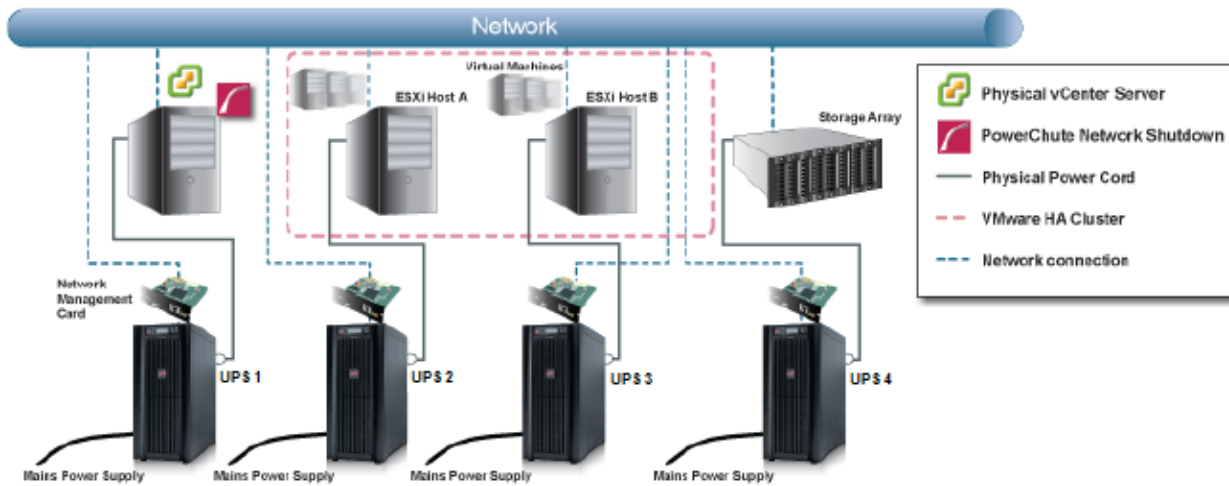 Network
Virtual Machines
ESXi Host A
ESXi Host B
Storage Array
Network
Management
Card
UPS 1
UPS 2
UPS 3
UPS 4
Mains Power Supply
Mains Power Supply
Mains Power Supply
Mains Power Supply
Physical vCenter Server
PowerChute Network Shutdown
Physical Power Cord
VMware HA Cluster
Network connection